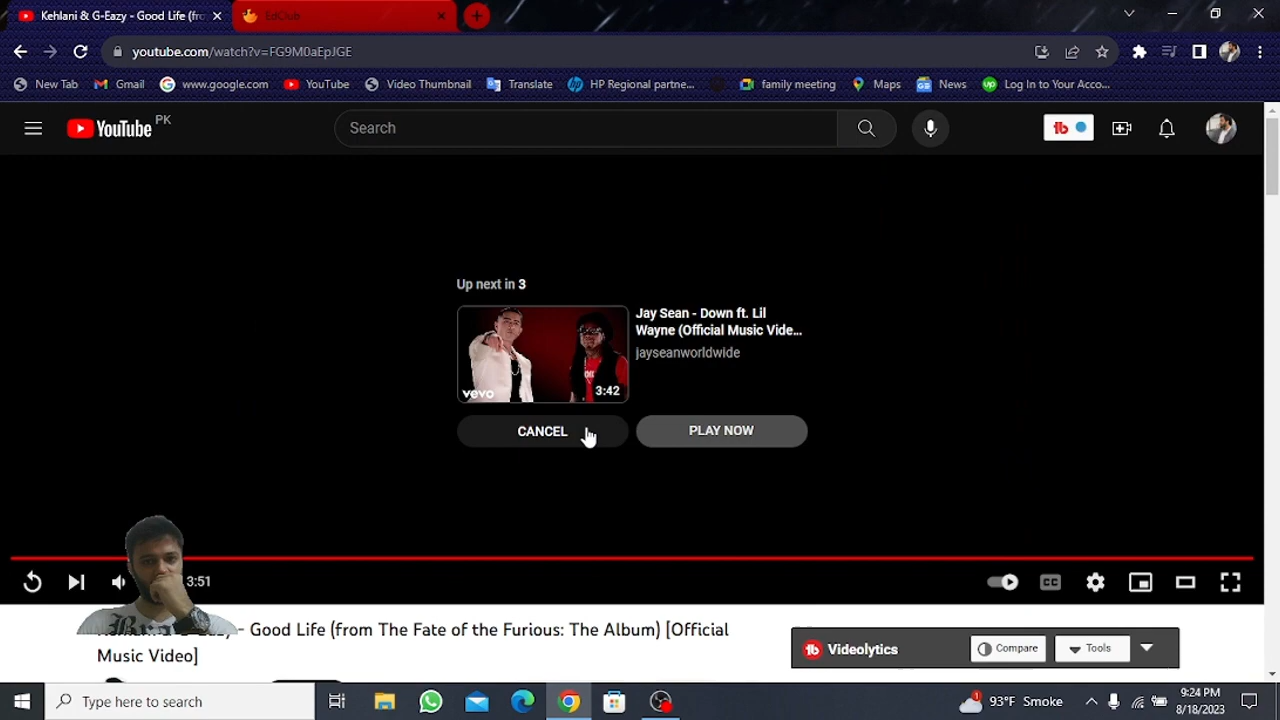 Kehlani & G-Eazy - Good Life (fro
EdClub
youtube.com/watch?v=FG9M0aEpJGE
New Tab
Gmail
www.google.com
YouTube
Video Thumbnail
Translate
HP Regional partne...
family meeting
Maps
News
Log In to Your Acco...
YouTube PK
Search
Up next in 3
Jay Sean - Down ft. Lil
Wayne (Official Music Vide...
jayseanworldwide
vevo
3:42
CANCEL
PLAY NOW
3:51
CC
- Good Life (from The Fate of the Furious: The Album) [Official
Music Video]
Videolytics
Compare
Tools
Type here to search
1
93°F Smoke
9:24 PM
8/18/2023